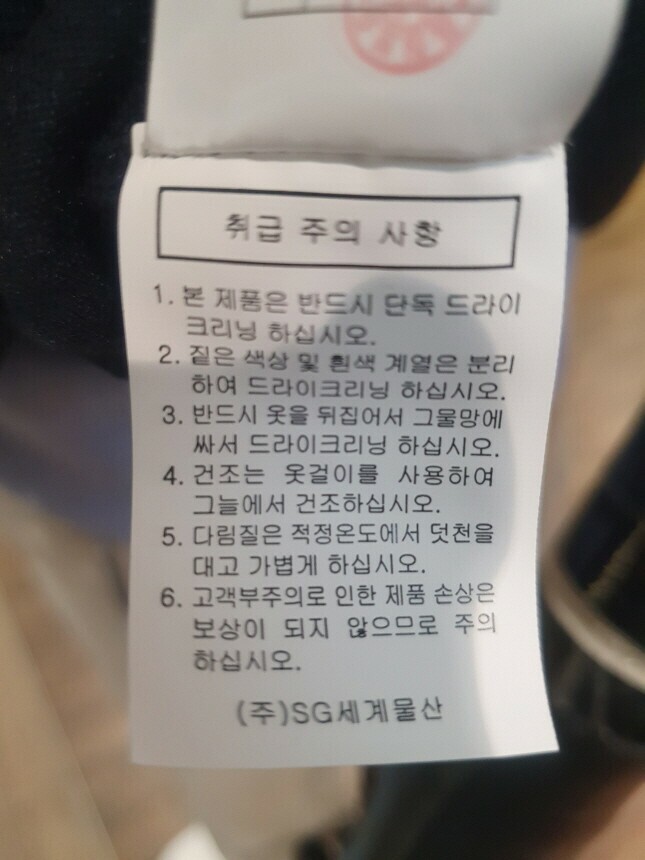 취급 주의 사항
1. 본 제품은 반드시 단독 드라이
크리닝 하십시오.
2. 짙은 색상 및 흰색 계열은 분리
하여 드라이크리닝 하십시오.
3. 반드시 옷을 뒤집어서 그물망에
싸서 드라이크리닝 하십시오.
4. 건조는 옷걸이를 사용하여
그늘에서 건조하십시오.
5. 다림질은 적정온도에서 덧천을
대고 가볍게 하십시오.
6. 고객부주의로 인한 제품 손상은
보상이 되지 않으므로 주의
하십시오.
(주)SG세계물산